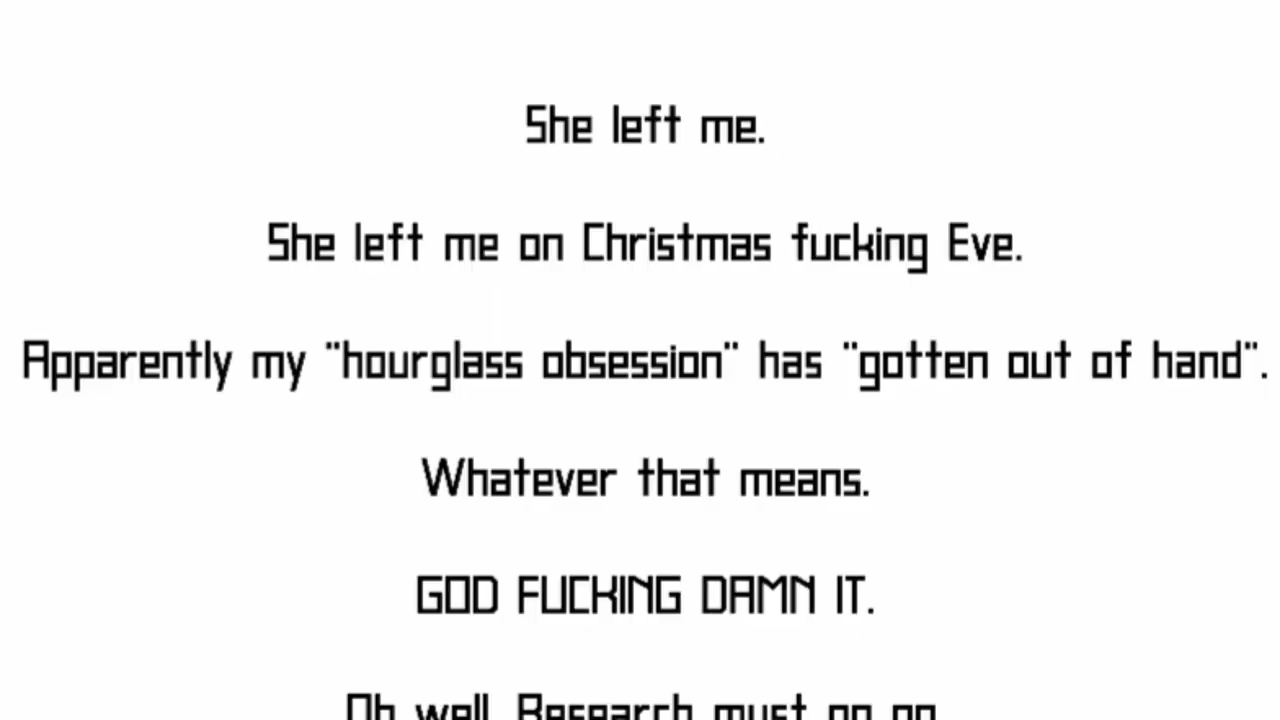 She left me.
She left me on Christmas fucking Eve.
Apparently my "hourglass obsession" has "gotten out of hand".
Whatever that means.
GOD FUCKING DAMN IT.
Oh well. Research must go on.